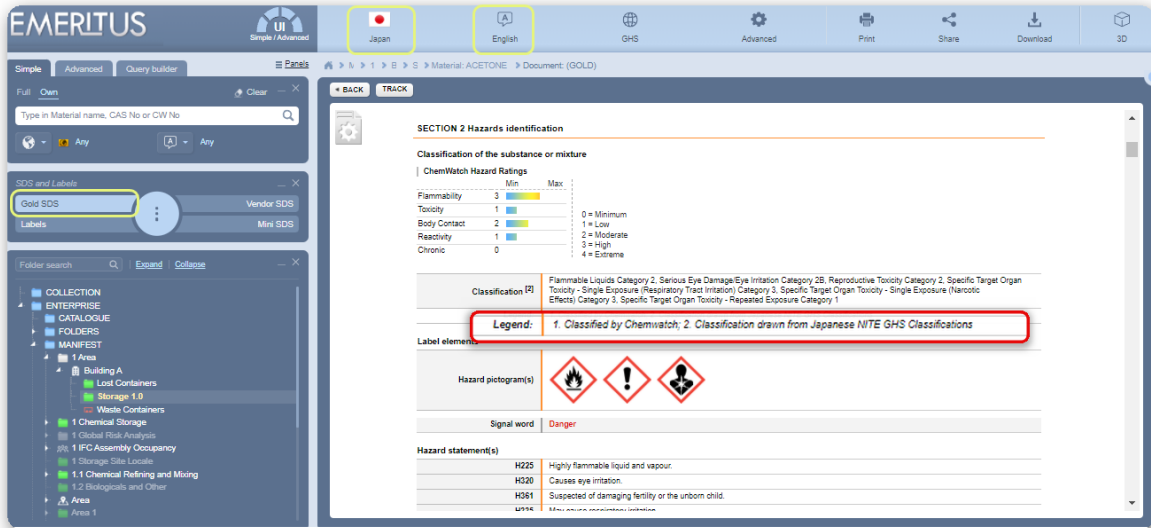 EMERITUS
UI
Simple / Advanced
Japan
A
English
GHS
Advanced
Print
Share
Download
3D
Simple
Advanced
Query builder
Panels
> 1 > B > S > Material: ACETONE > Document: (GOLD)
Full Own
Clear
BACK
TRACK
Type in Material name, CAS No or CW No
Any
A
Any
SDS and Labels
Gold SDS
Vendor SDS
Labels
Mini SDS
Folder search
Expand
Collapse
COLLECTION
ENTERPRISE
CATALOGUE
FOLDERS
MANIFEST
1 Area
Building A
Lost Containers
Storage 1.0
Waste Containers
1 Chemical Storage
1 Global Risk Analysis
1 IFC Assembly Occupancy
1 Storage Site Locale
1.1 Chemical Refining and Mixing
1.2 Biologicals and Other
Area
Area 1
SECTION 2 Hazards identification
Classification of the substance or mixture
ChemWatch Hazard Ratings
Min Max
Flammability 3
Toxicity 1
Body Contact 2
Reactivity 1
Chronic 0
0 = Minimum
1 = Low
2 = Moderate
3 = High
4 = Extreme
Classification [2]
Flammable Liquids Category 2, Serious Eye Damage/Eye Irritation Category 2B, Reproductive Toxicity Category 2, Specific Target Organ
Toxicity - Single Exposure (Respiratory Tract Irritation) Category 3, Specific Target Organ Toxicity - Single Exposure (Narcotic
Effects) Category 3, Specific Target Organ Toxicity - Repeated Exposure Category 1
Legend: 1. Classified by Chemwatch; 2. Classification drawn from Japanese NITE GHS Classifications
Label elements
Hazard pictogram(s)
Signal word Danger
Hazard statement(s)
H225 Highly flammable liquid and vapour.
H320 Causes eye irritation.
H361 Suspected of damaging fertility or the unborn child.
May cause respiratory irritation